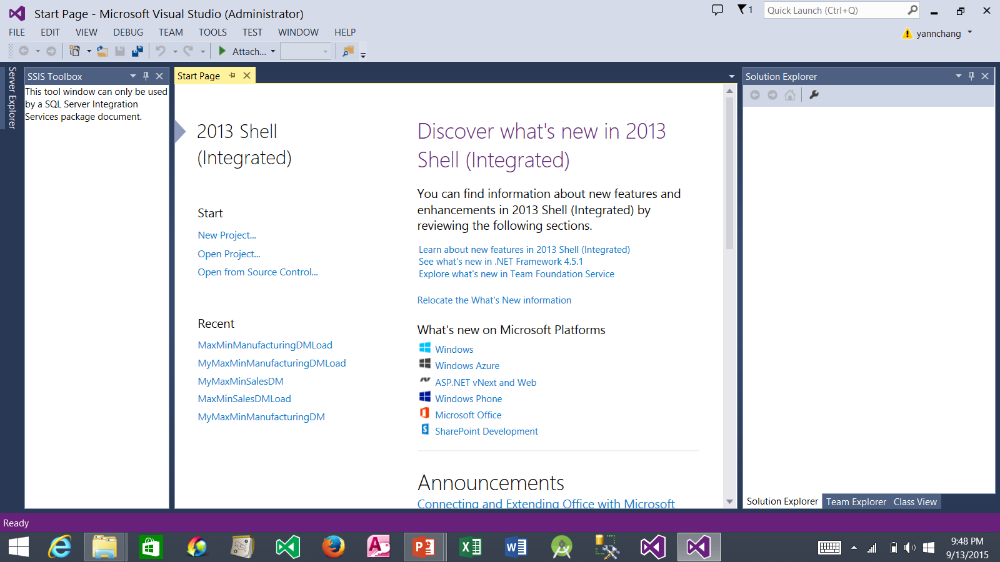 Start Page - Microsoft Visual Studio (Administrator)
1
Quick Launch (Ctrl+Q)
FILE EDIT VIEW DEBUG TEAM TOOLS TEST WINDOW HELP
yannchang
Attach...
Server Explorer
SSIS Toolbox
This tool window can only be used
by a SQL Server Integration
Services package document.
Start Page
2013 Shell
(Integrated)
Start
New Project...
Open Project...
Open from Source Control...
Recent
MaxMinManufacturingDMLoad
MyMaxMinManufacturingDMLoad
MyMaxMinSalesDM
MaxMinSalesDMLoad
MyMaxMinManufacturingDM
Discover what's new in 2013
Shell (Integrated)
You can find information about new features and
enhancements in 2013 Shell (Integrated) by
reviewing the following sections.
Learn about new features in 2013 Shell (Integrated)
See what's new in .NET Framework 4.5.1
Explore what's new in Team Foundation Service
Relocate the What's New information
What's new on Microsoft Platforms
Windows
Windows Azure
ASP.NET vNext and Web
Windows Phone
Microsoft Office
SharePoint Development
Announcements
Connecting and Extending Office with Microsoft
Solution Explorer
Solution Explorer Team Explorer Class View
Ready
9:48 PM
9/13/2015